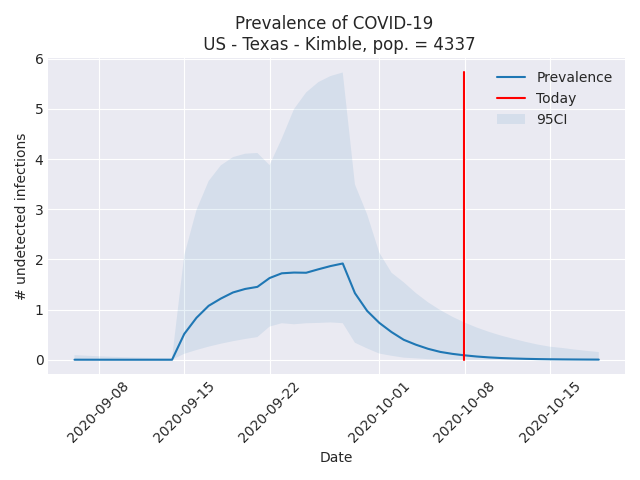 Prevalence of COVID-19
US - Texas - Kimble, pop. = 4337
6
5
4
3
2
1
0
# undetected infections
Prevalence
Today
95CI
2020-09-08
2020-09-15
2020-09-22
2020-10-01
2020-10-08
2020-10-15
Date